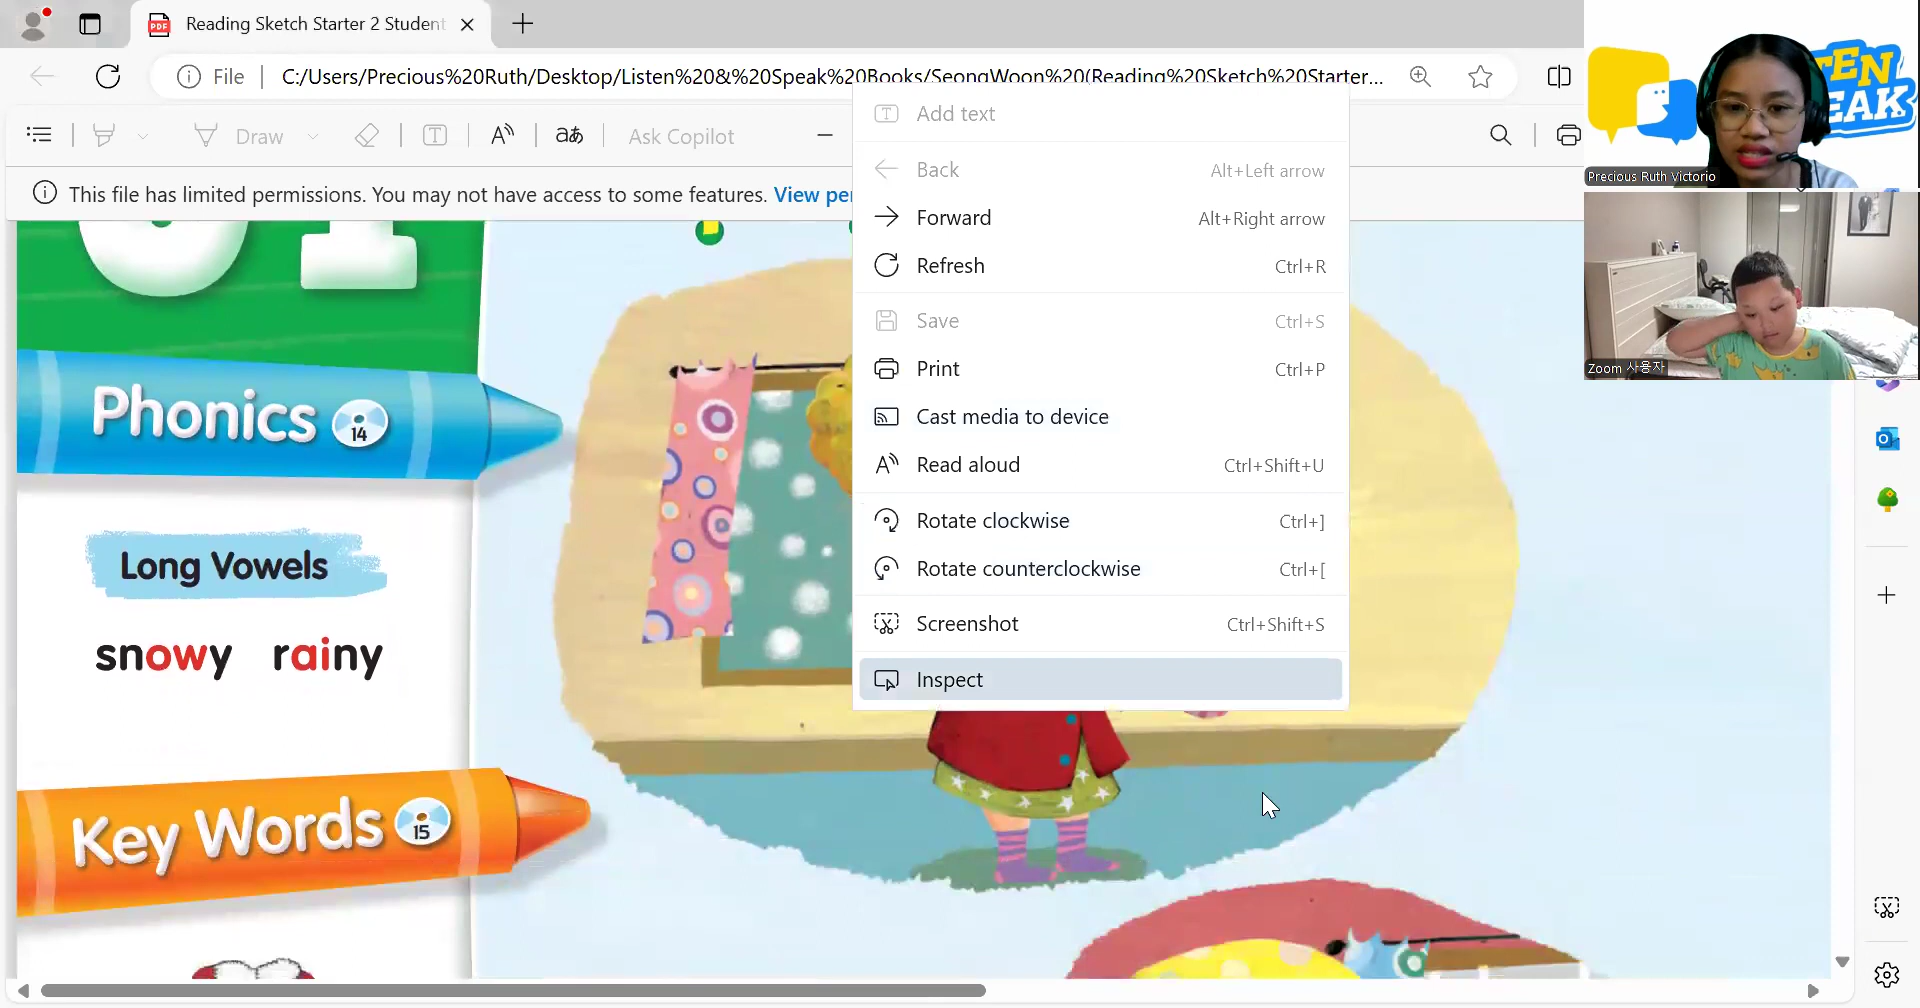 Reading Sketch Starter 2 Student
File
C:/Users/Precious%20Ruth/Desktop/Listen%20&%20Speak%20Books/SeongWoon%20(Reading%20Sketch%20Starter...
Draw
Ask Copilot
This file has limited permissions. You may not have access to some features. View pe
Add text
Back Alt+Left arrow
Forward Alt+Right arrow
Refresh Ctrl+R
Save Ctrl+S
Print Ctrl+P
Cast media to device
Read aloud Ctrl+Shift+U
Rotate clockwise Ctrl+]
Rotate counterclockwise Ctrl+[
Screenshot Ctrl+Shift+S
Inspect
Precious Ruth Victorio
Zoom 사용자
Phonics 14
Long Vowels
snowy rainy
Key Words 15